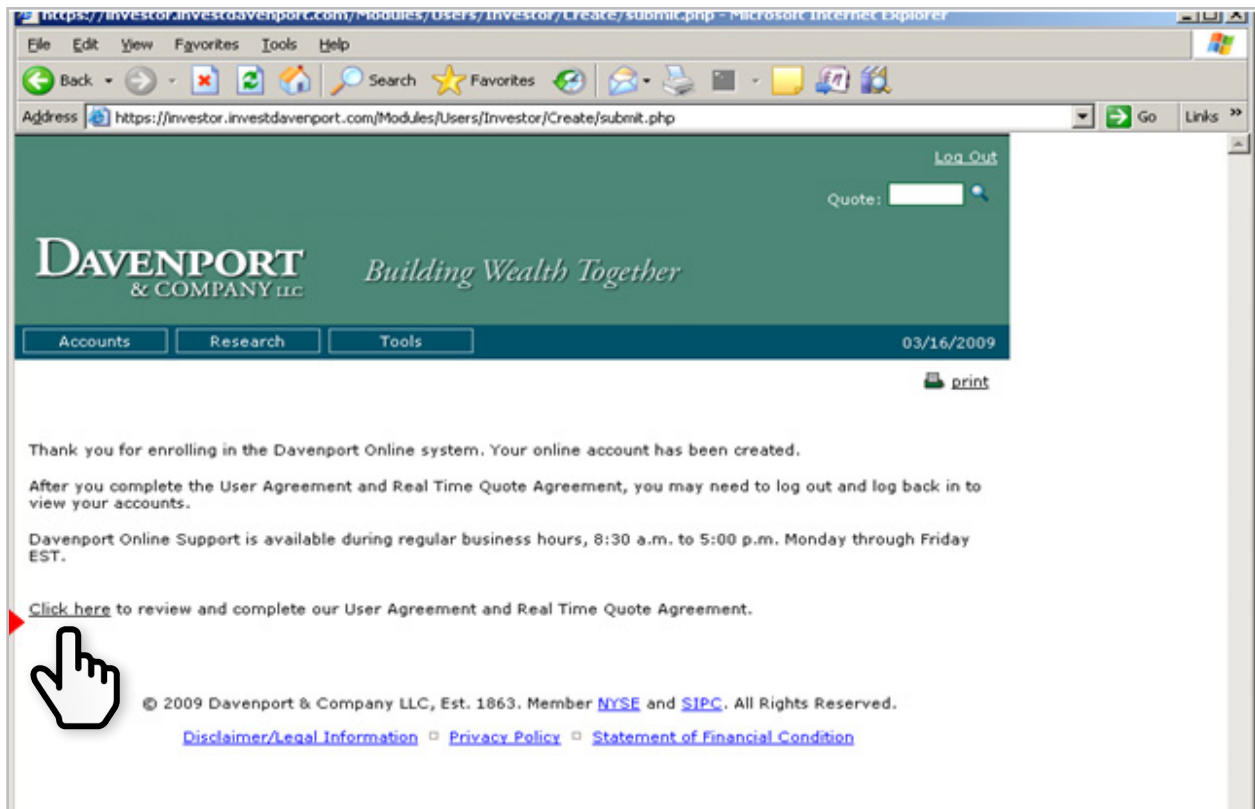 https://investor.investdavenport.com/Modules/Users/Investor/Create/submit.php - Microsoft Internet Explorer
File Edit View Favorites Tools Help
Back Search Favorites
Address https://investor.investdavenport.com/Modules/Users/Investor/Create/submit.php Go Links »
Log Out
Quote:
DAVENPORT
& COMPANY LLC
Building Wealth Together
Accounts Research Tools 03/16/2009
print
Thank you for enrolling in the Davenport Online system. Your online account has been created.
After you complete the User Agreement and Real Time Quote Agreement, you may need to log out and log back in to
view your accounts.
Davenport Online Support is available during regular business hours, 8:30 a.m. to 5:00 p.m. Monday through Friday
EST.
Click here to review and complete our User Agreement and Real Time Quote Agreement.
© 2009 Davenport & Company LLC, Est. 1863. Member NYSE and SIPC. All Rights Reserved.
Disclaimer/Legal Information Privacy Policy Statement of Financial Condition